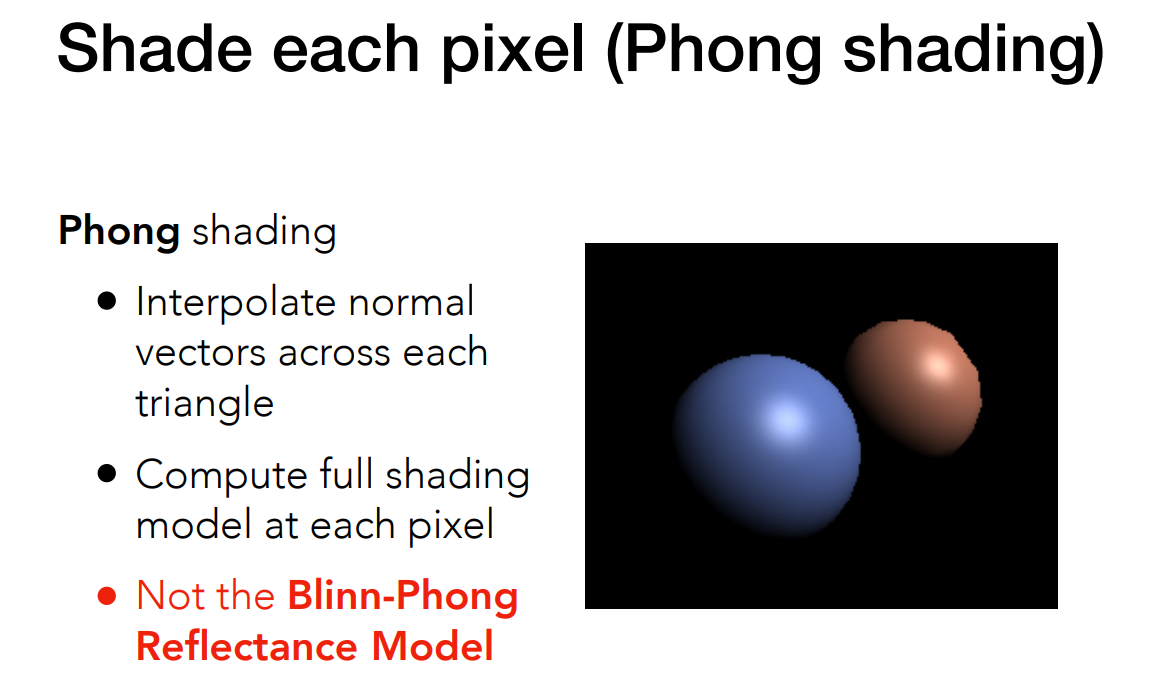 Shade each pixel (Phong shading)
Phong shading
• Interpolate normal
vectors across each
triangle
• Compute full shading
model at each pixel
• Not the Blinn-Phong
Reflectance Model